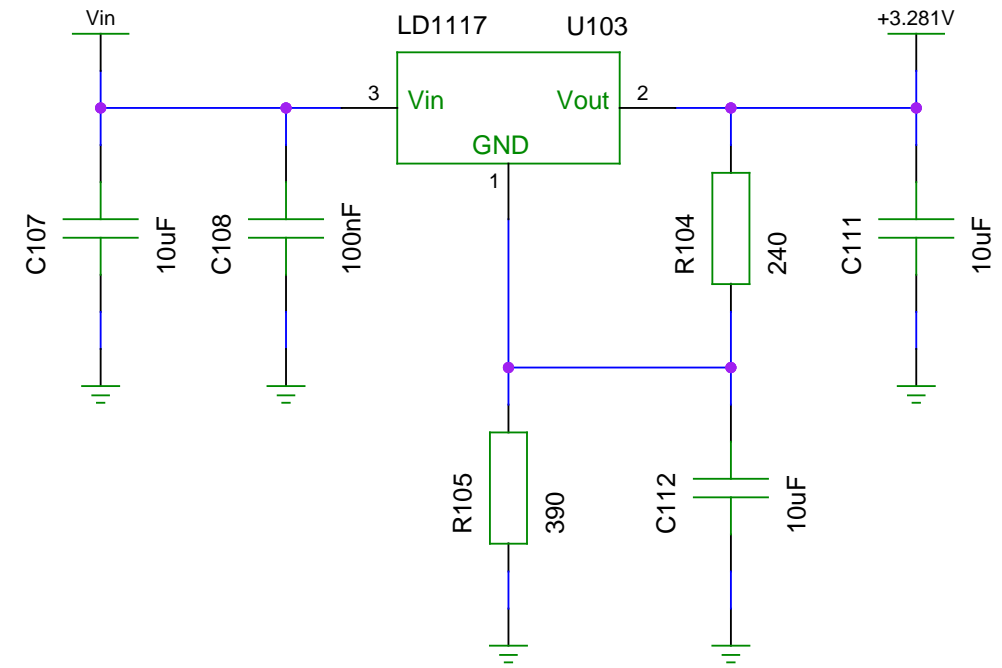 Vin
LD1117 U103
+3.281V
3 Vin Vout 2
GND
1
C107 10uF
C108 100nF
R104 240
C111 10uF
R105 390
C112 10uF